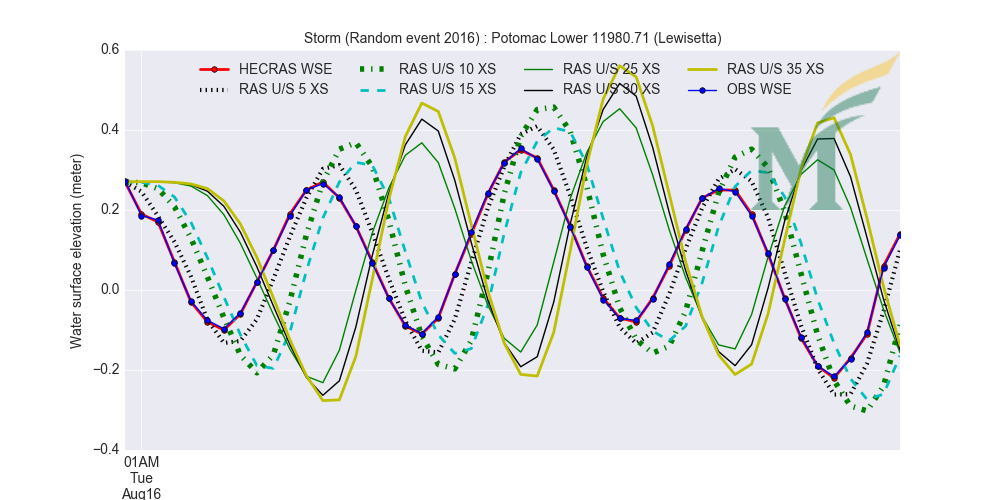 Storm (Random event 2016) : Potomac Lower 11980.71 (Lewisetta)
0.6
HECRAS WSE
RAS U/S 10 XS
RAS U/S 25 XS
RAS U/S 35 XS
RAS U/S 5 XS
RAS U/S 15 XS
RAS U/S 30 XS
OBS WSE
0.4
M
0.2
0.0
−0.2
−0.4
Water surface elevation (meter)
01AM
Tue
Aug16